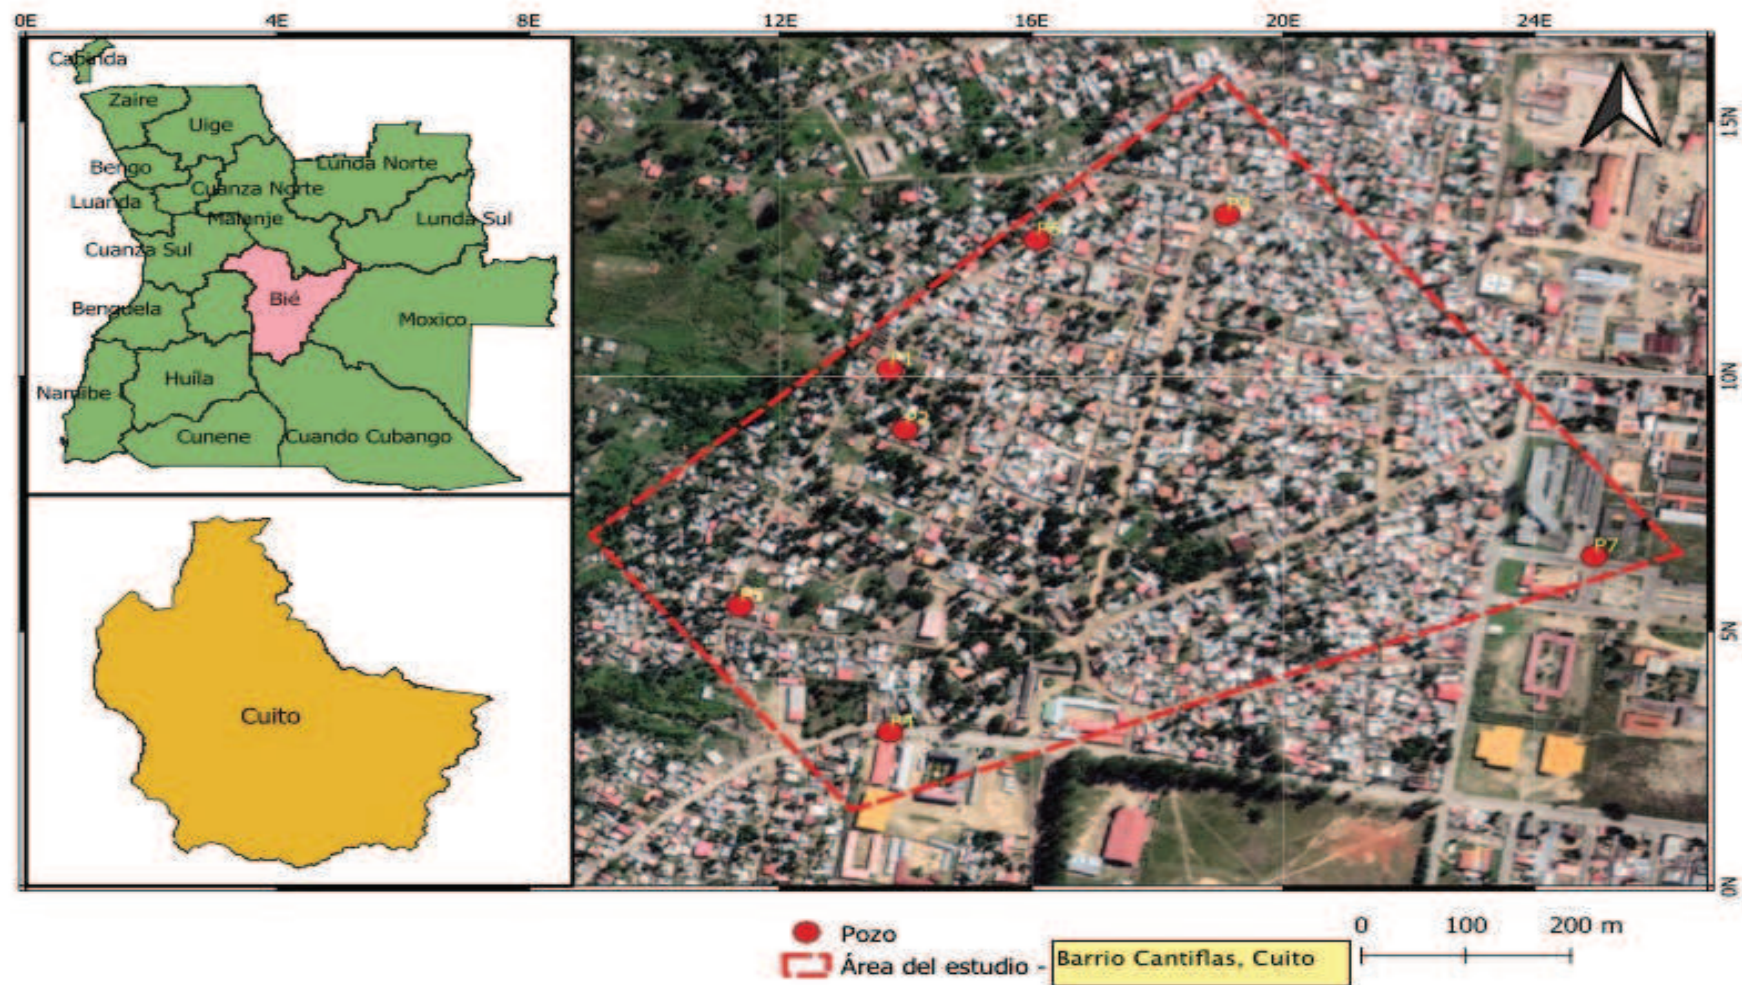 0E 4E 8E 12E 16E 20E 24E
Cabinda
Zaire
Uige
Bengo
Lunda Norte
Cuanza Norte
Luanda
Malanje
Lunda Sul
Cuanza Sul
Bié
Benguela
Moxico
Huíla
Namibe
Cunene
Cuando Cubango
Cuito
15N
10N
5N
0N
P1
P2
P7
Pozo
Área del estudio -
Barrio Cantiflas, Cuito
0 100 200 m